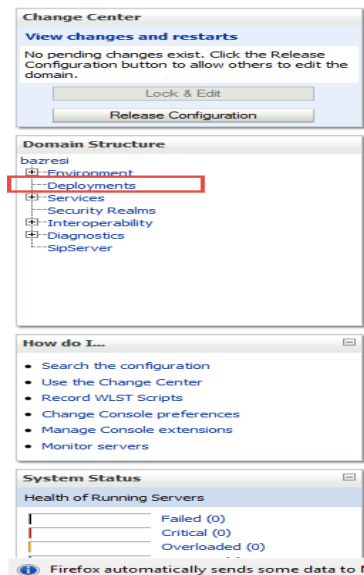 Change Center
View changes and restarts
No pending changes exist. Click the Release
Configuration button to allow others to edit the
domain.
Lock & Edit
Release Configuration
Domain Structure
bazresi
Environment
Deployments
Services
Security Realms
Interoperability
Diagnostics
SipServer
How do I...
Search the configuration
Use the Change Center
Record WLST Scripts
Change Console preferences
Manage Console extensions
Monitor servers
System Status
Health of Running Servers
Failed (0)
Critical (0)
Overloaded (0)
Firefox automatically sends some data to